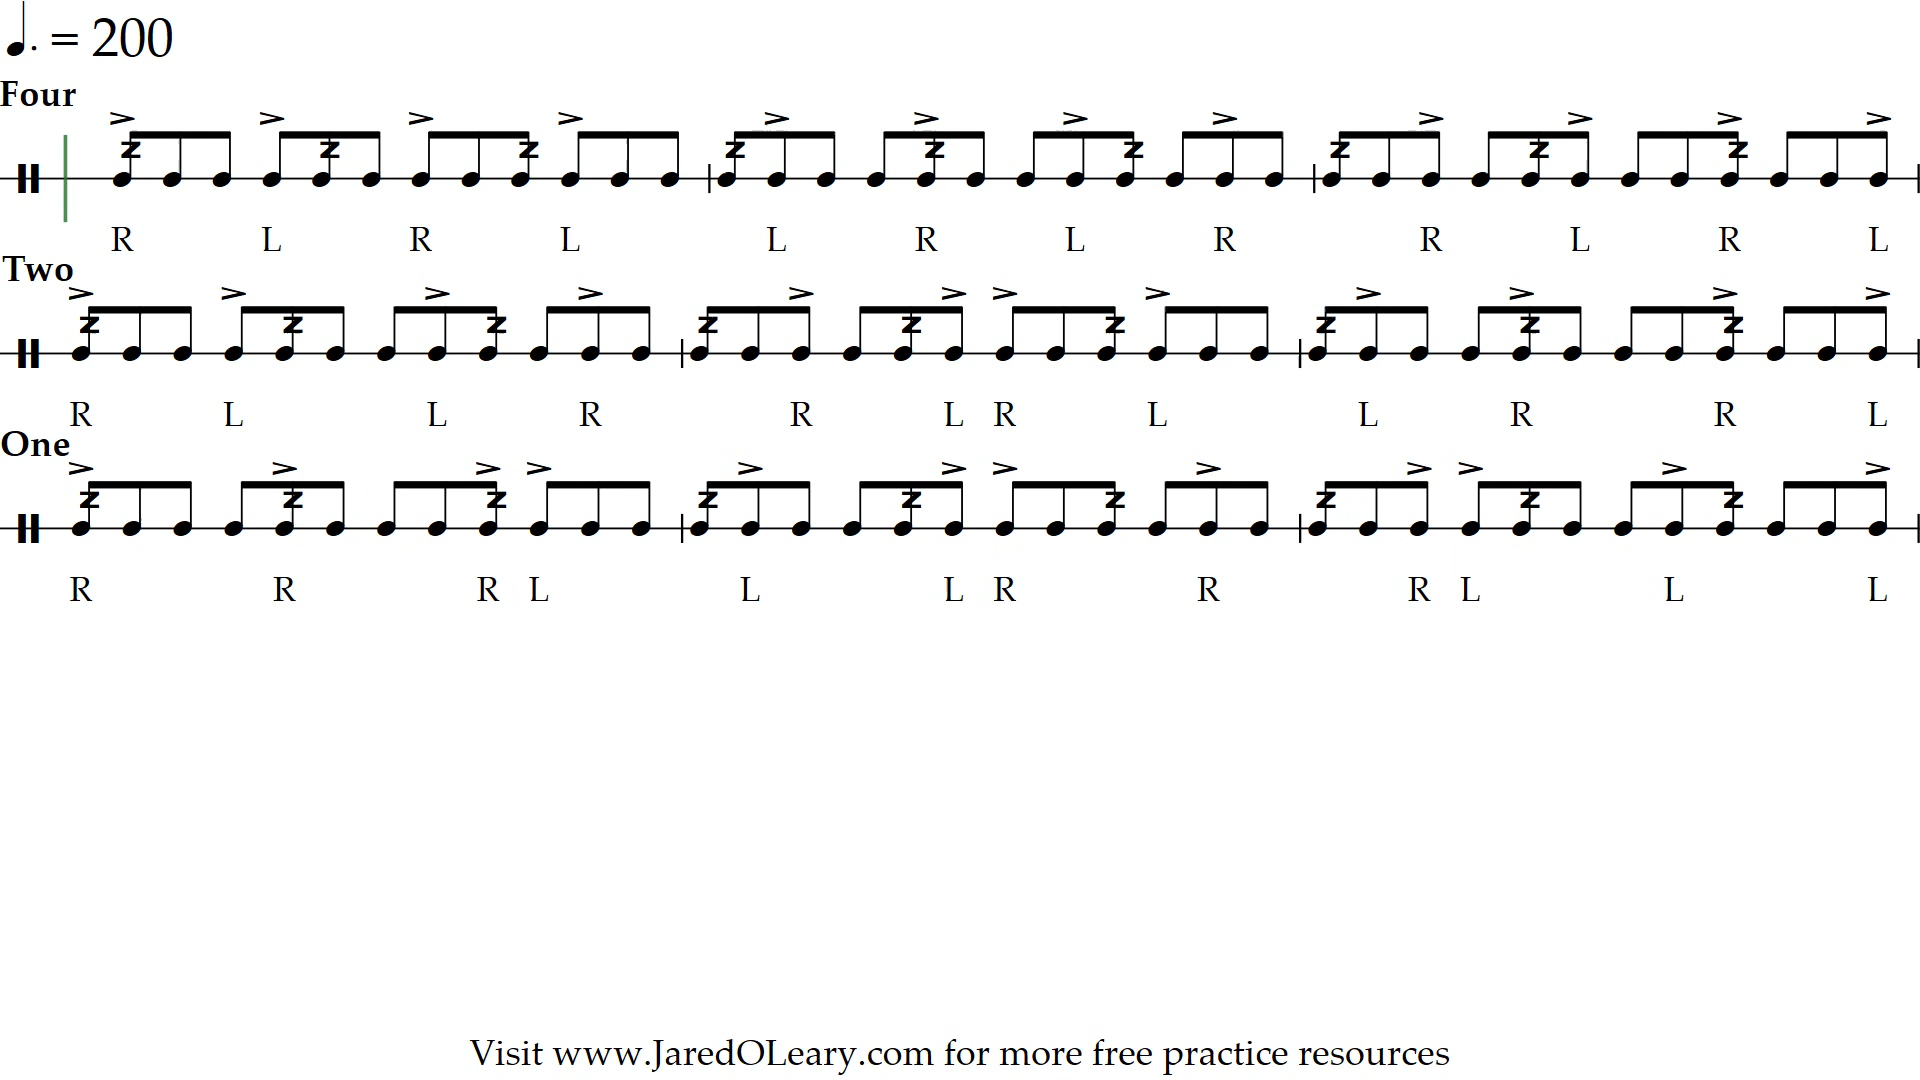 ♩. = 200
Four
R L R L L R L R R L R L
Two
R L L R R L R L L R R L
One
R R R L L L R R R L L L
Visit www.JaredOLeary.com for more free practice resources